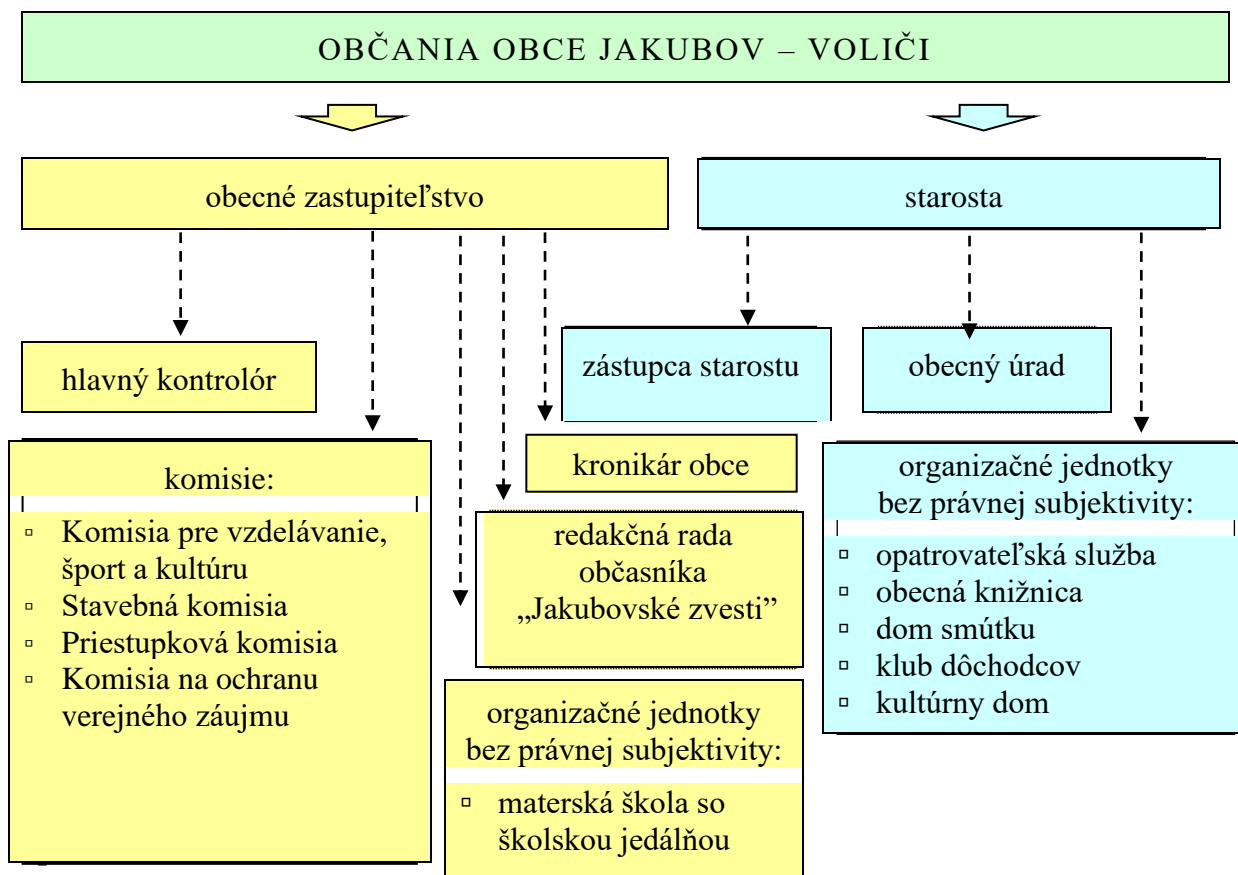 OBČANIA OBCE JAKUBOV – VOLIČI
obecné zastupiteľstvo
starosta
hlavný kontrolór
zástupca starostu
obecný úrad
komisie:
▫ Komisia pre vzdelávanie,
šport a kultúru
▫ Stavebná komisia
▫ Priestupková komisia
▫ Komisia na ochranu
verejného záujmu
kronikár obce
redakčná rada
občasníka
„Jakubovské zvesti”
organizačné jednotky
bez právnej subjektivity:
▫ materská škola so
školskou jedálňou
organizačné jednotky
bez právnej subjektivity:
▫ opatrovateľská služba
▫ obecná knižnica
▫ dom smútku
▫ klub dôchodcov
▫ kultúrny dom